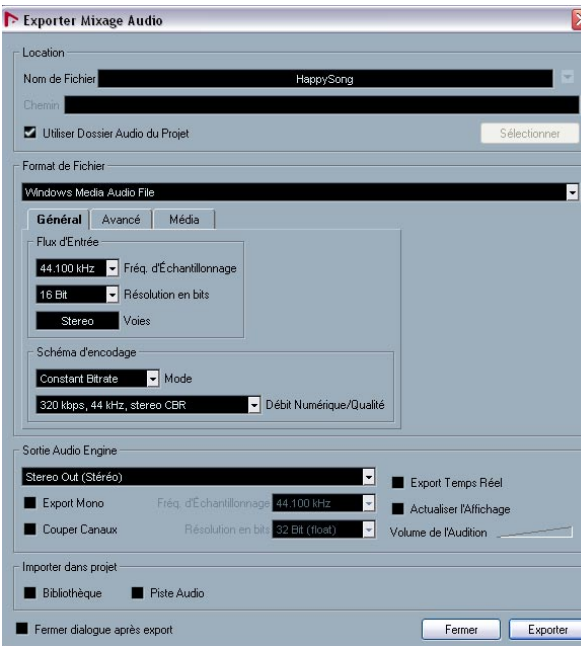 Exporter Mixage Audio
Location
Nom de Fichier HappySong
Chemin
Utiliser Dossier Audio du Projet Sélectionner
Format de Fichier
Windows Media Audio File
Général Avancé Média
Flux d'Entrée
44.100 kHz Fréq. d'Échantillonnage
16 Bit Résolution en bits
Stereo Voies
Schéma d'encodage
Constant Bitrate Mode
320 kbps, 44 kHz, stereo CBR Débit Numérique/Qualité
Sortie Audio Engine
Stereo Out (Stéréo) Export Temps Réel
Export Mono Fréq. d'Échantillonnage 44.100 kHz Actualiser l'Affichage
Couper Canaux Résolution en bits 32 Bit (float) Volume de l'Audition
Importer dans projet
Bibliothèque Piste Audio
Fermer dialogue après export Fermer Exporter